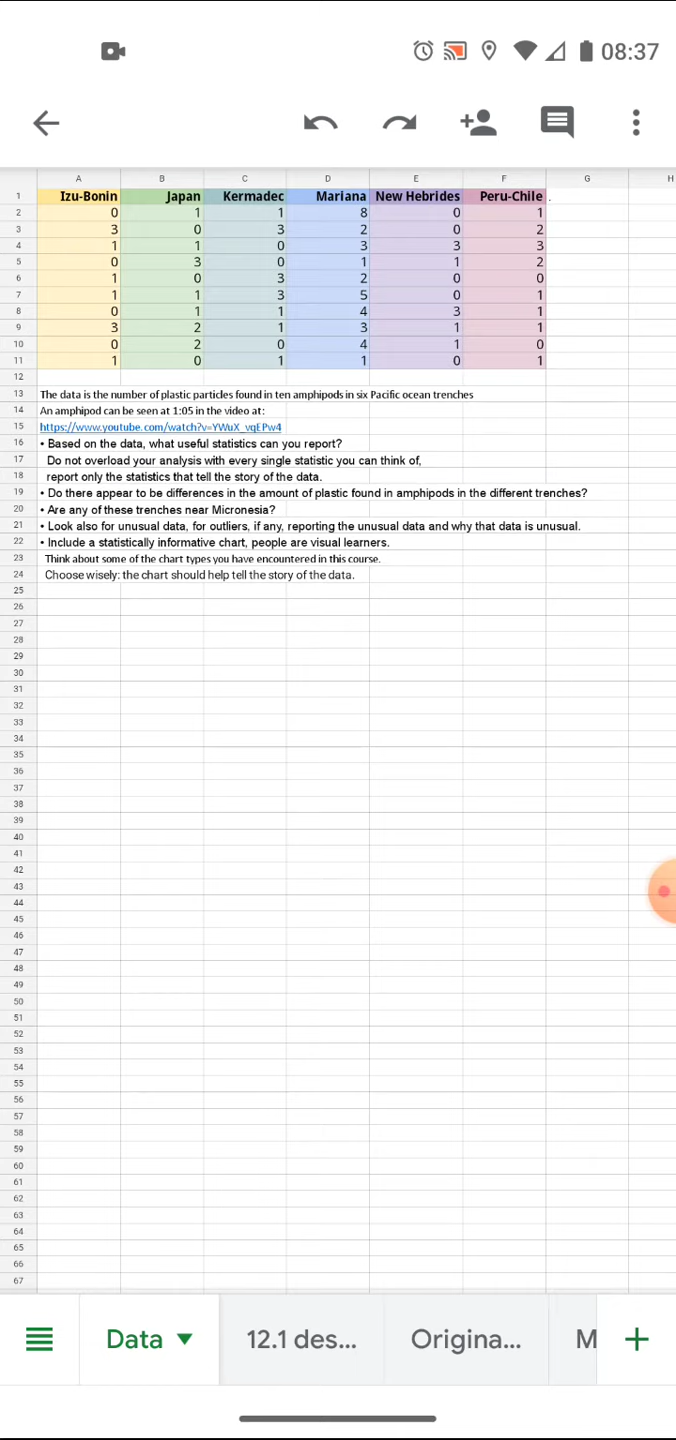 08:37
A B C D E F G H
1 Izu-Bonin Japan Kermadec Mariana New Hebrides Peru-Chile .
2 0 1 1 8 0 1
3 3 0 3 2 0 2
4 1 1 0 3 3 3
5 0 3 0 1 1 2
6 1 0 3 2 0 0
7 1 1 3 5 0 1
8 0 1 1 4 3 1
9 3 2 1 3 1 1
10 0 2 0 4 1 0
11 1 0 1 1 0 1
12
13 The data is the number of plastic particles found in ten amphipods in six Pacific ocean trenches
14 An amphipod can be seen at 1:05 in the video at:
15 https://www.youtube.com/watch?v=YWuX_vqEPw4
16 • Based on the data, what useful statistics can you report?
17 Do not overload your analysis with every single statistic you can think of,
18 report only the statistics that tell the story of the data.
19 • Do there appear to be differences in the amount of plastic found in amphipods in the different trenches?
20 • Are any of these trenches near Micronesia?
21 • Look also for unusual data, for outliers, if any, reporting the unusual data and why that data is unusual.
22 • Include a statistically informative chart, people are visual learners.
23 Think about some of the chart types you have encountered in this course.
24 Choose wisely: the chart should help tell the story of the data.
25
26
27
28
29
30
31
32
33
34
35
36
37
38
39
40
41
42
43
44
45
46
47
48
49
50
51
52
53
54
55
56
57
58
59
60
61
62
63
64
65
66
67
Data 12.1 des... Origina... M